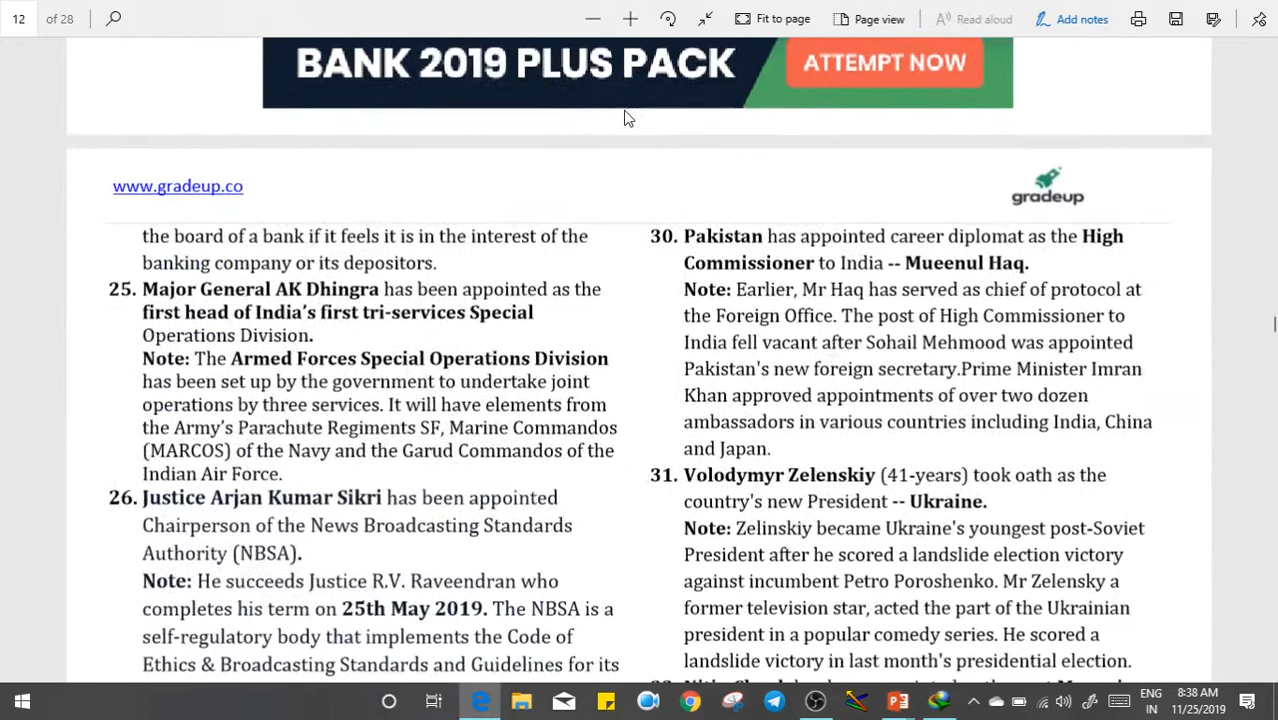 12 of 28 Fit to page Page view Read aloud Add notes
BANK 2019 PLUS PACK ATTEMPT NOW
www.gradeup.co
gradeup
the board of a bank if it feels it is in the interest of the
banking company or its depositors.
25. Major General AK Dhingra has been appointed as the
first head of India's first tri-services Special
Operations Division.
Note: The Armed Forces Special Operations Division
has been set up by the government to undertake joint
operations by three services. It will have elements from
the Army's Parachute Regiments SF, Marine Commandos
(MARCOS) of the Navy and the Garud Commandos of the
Indian Air Force.
26. Justice Arjan Kumar Sikri has been appointed
Chairperson of the News Broadcasting Standards
Authority (NBSA).
Note: He succeeds Justice R.V. Raveendran who
completes his term on 25th May 2019. The NBSA is a
self-regulatory body that implements the Code of
Ethics & Broadcasting Standards and Guidelines for its
30. Pakistan has appointed career diplomat as the High
Commissioner to India -- Mueenul Haq.
Note: Earlier, Mr Haq has served as chief of protocol at
the Foreign Office. The post of High Commissioner to
India fell vacant after Sohail Mehmood was appointed
Pakistan's new foreign secretary.Prime Minister Imran
Khan approved appointments of over two dozen
ambassadors in various countries including India, China
and Japan.
31. Volodymyr Zelenskiy (41-years) took oath as the
country's new President -- Ukraine.
Note: Zelinskiy became Ukraine's youngest post-Soviet
President after he scored a landslide election victory
against incumbent Petro Poroshenko. Mr Zelensky a
former television star, acted the part of the Ukrainian
president in a popular comedy series. He scored a
landslide victory in last month's presidential election.
ENG 8:38 AM
IN 11/25/2019